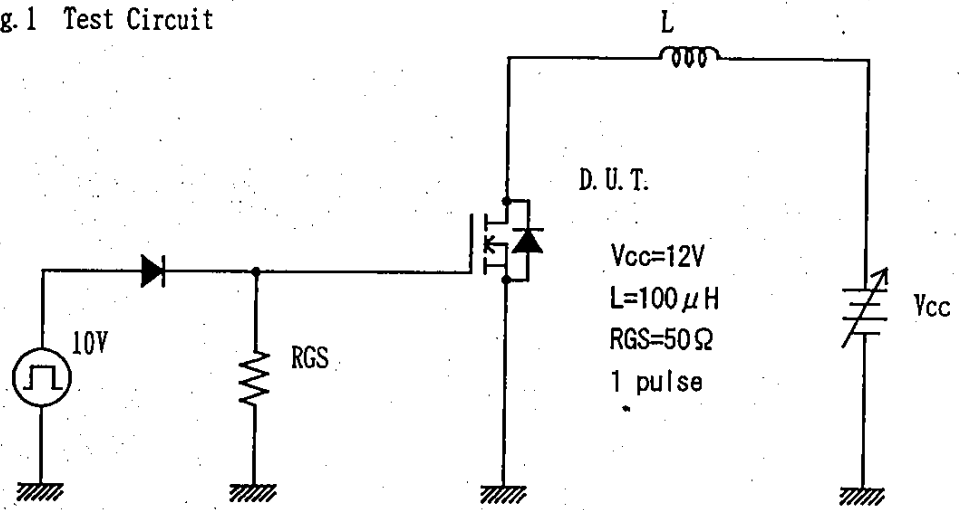 g.1 Test Circuit
L
D.U.T.
Vcc=12V
L=100μH
RGS=50Ω
1 pulse
Vcc
10V
RGS